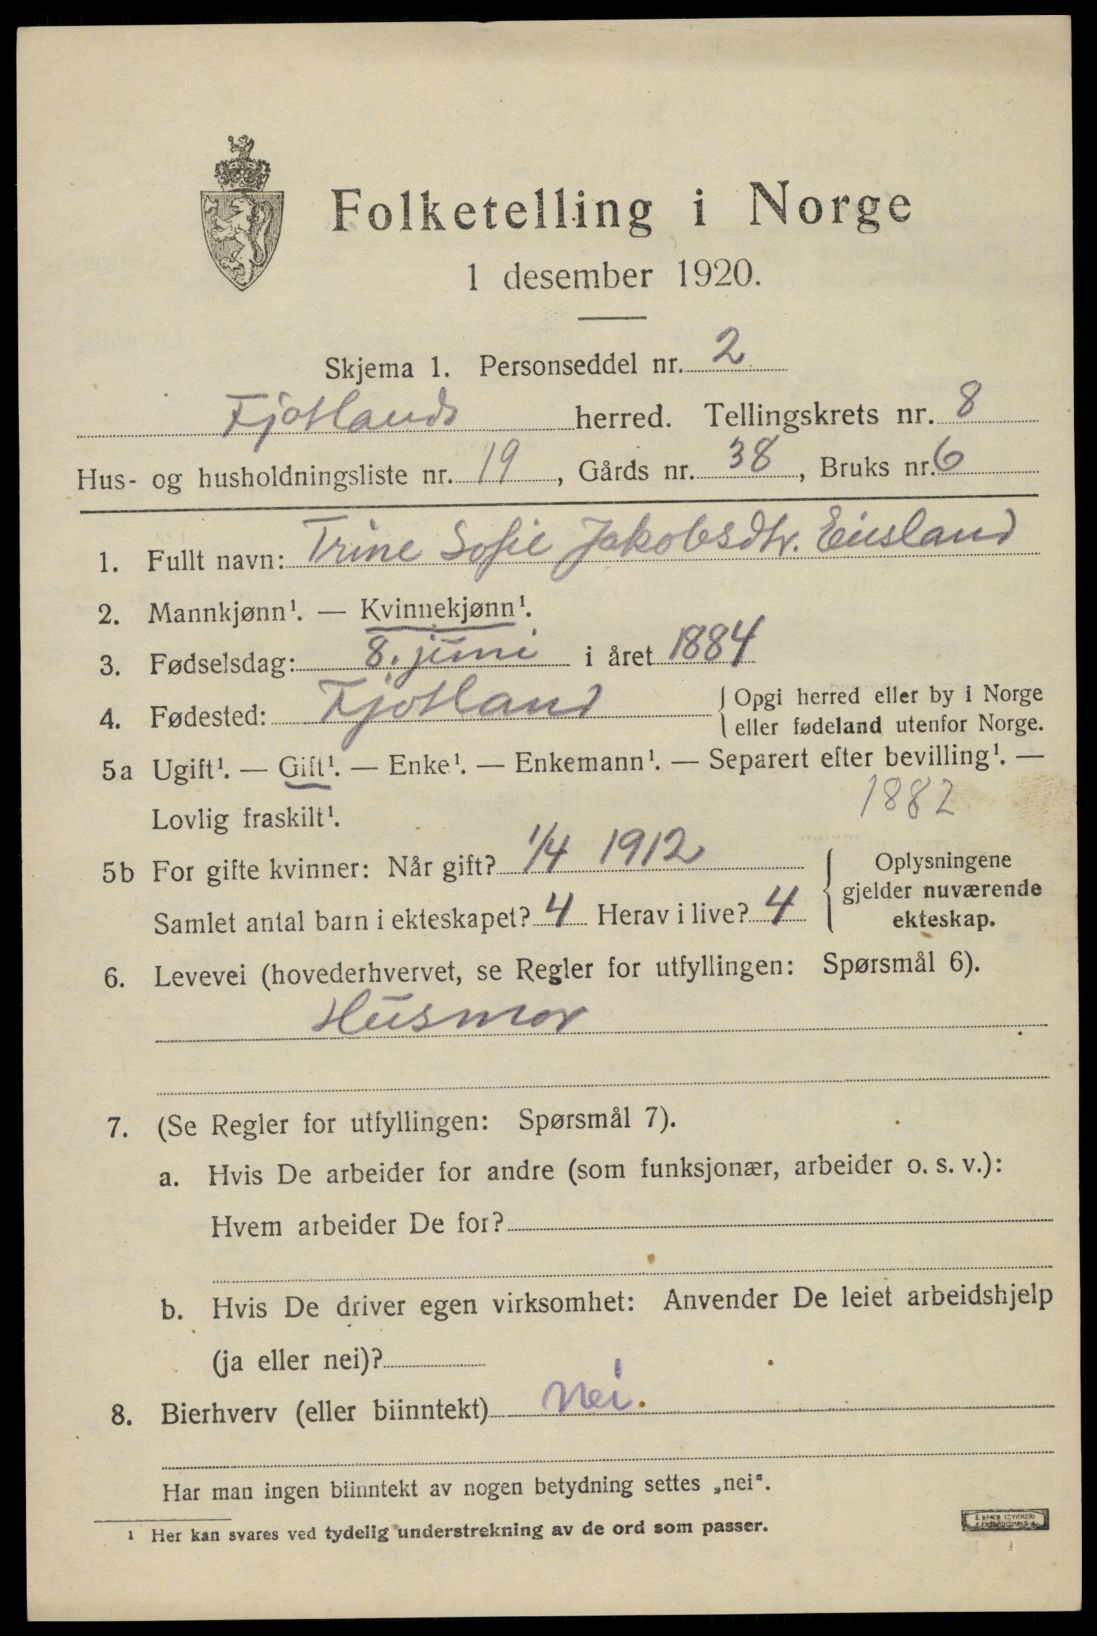 Folketelling i Norge
1 desember 1920.
Skjema 1. Personseddel nr. 2
Fjotlands herred. Tellingskrets nr. 8
Hus- og husholdningsliste nr. 19, Gårds nr. 38, Bruks nr. 6
1. Fullt navn: Trine Sofie Jakobsdtr. Eiesland
2. Mannkjønn¹. — Kvinnekjønn¹.
3. Fødselsdag: 8. juni i året 1884
4. Fødested: Fjotland { Opgi herred eller by i Norge
eller fødeland utenfor Norge.
5a Ugift¹. — Gift¹. — Enke¹. — Enkemann¹. — Separert efter bevilling¹. —
Lovlig fraskilt¹. 1882
5b For gifte kvinner: Når gift? 1/4 1912
Samlet antal barn i ekteskapet? 4 Herav i live? 4
{ Oplysningene
gjelder nuværende
ekteskap.
6. Levevei (hovederhvervet, se Regler for utfyllingen: Spørsmål 6).
Husmor
7. (Se Regler for utfyllingen: Spørsmål 7).
a. Hvis De arbeider for andre (som funksjonær, arbeider o. s. v.):
Hvem arbeider De for?
b. Hvis De driver egen virksomhet: Anvender De leiet arbeidshjelp
(ja eller nei)?
8. Bierhverv (eller biinntekt) Nei.
Har man ingen biinntekt av nogen betydning settes „nei“.
¹ Her kan svares ved tydelig understrekning av de ord som passer.